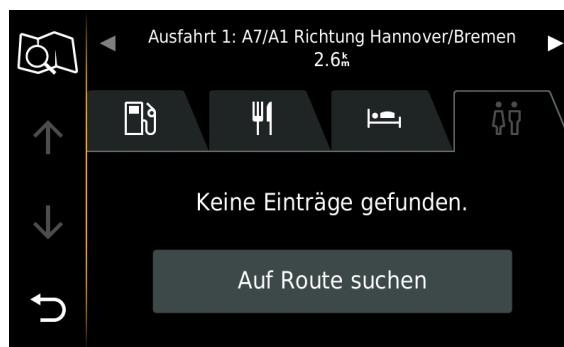 Ausfahrt 1: A7/A1 Richtung Hannover/Bremen
2.6km
Keine Einträge gefunden.
Auf Route suchen